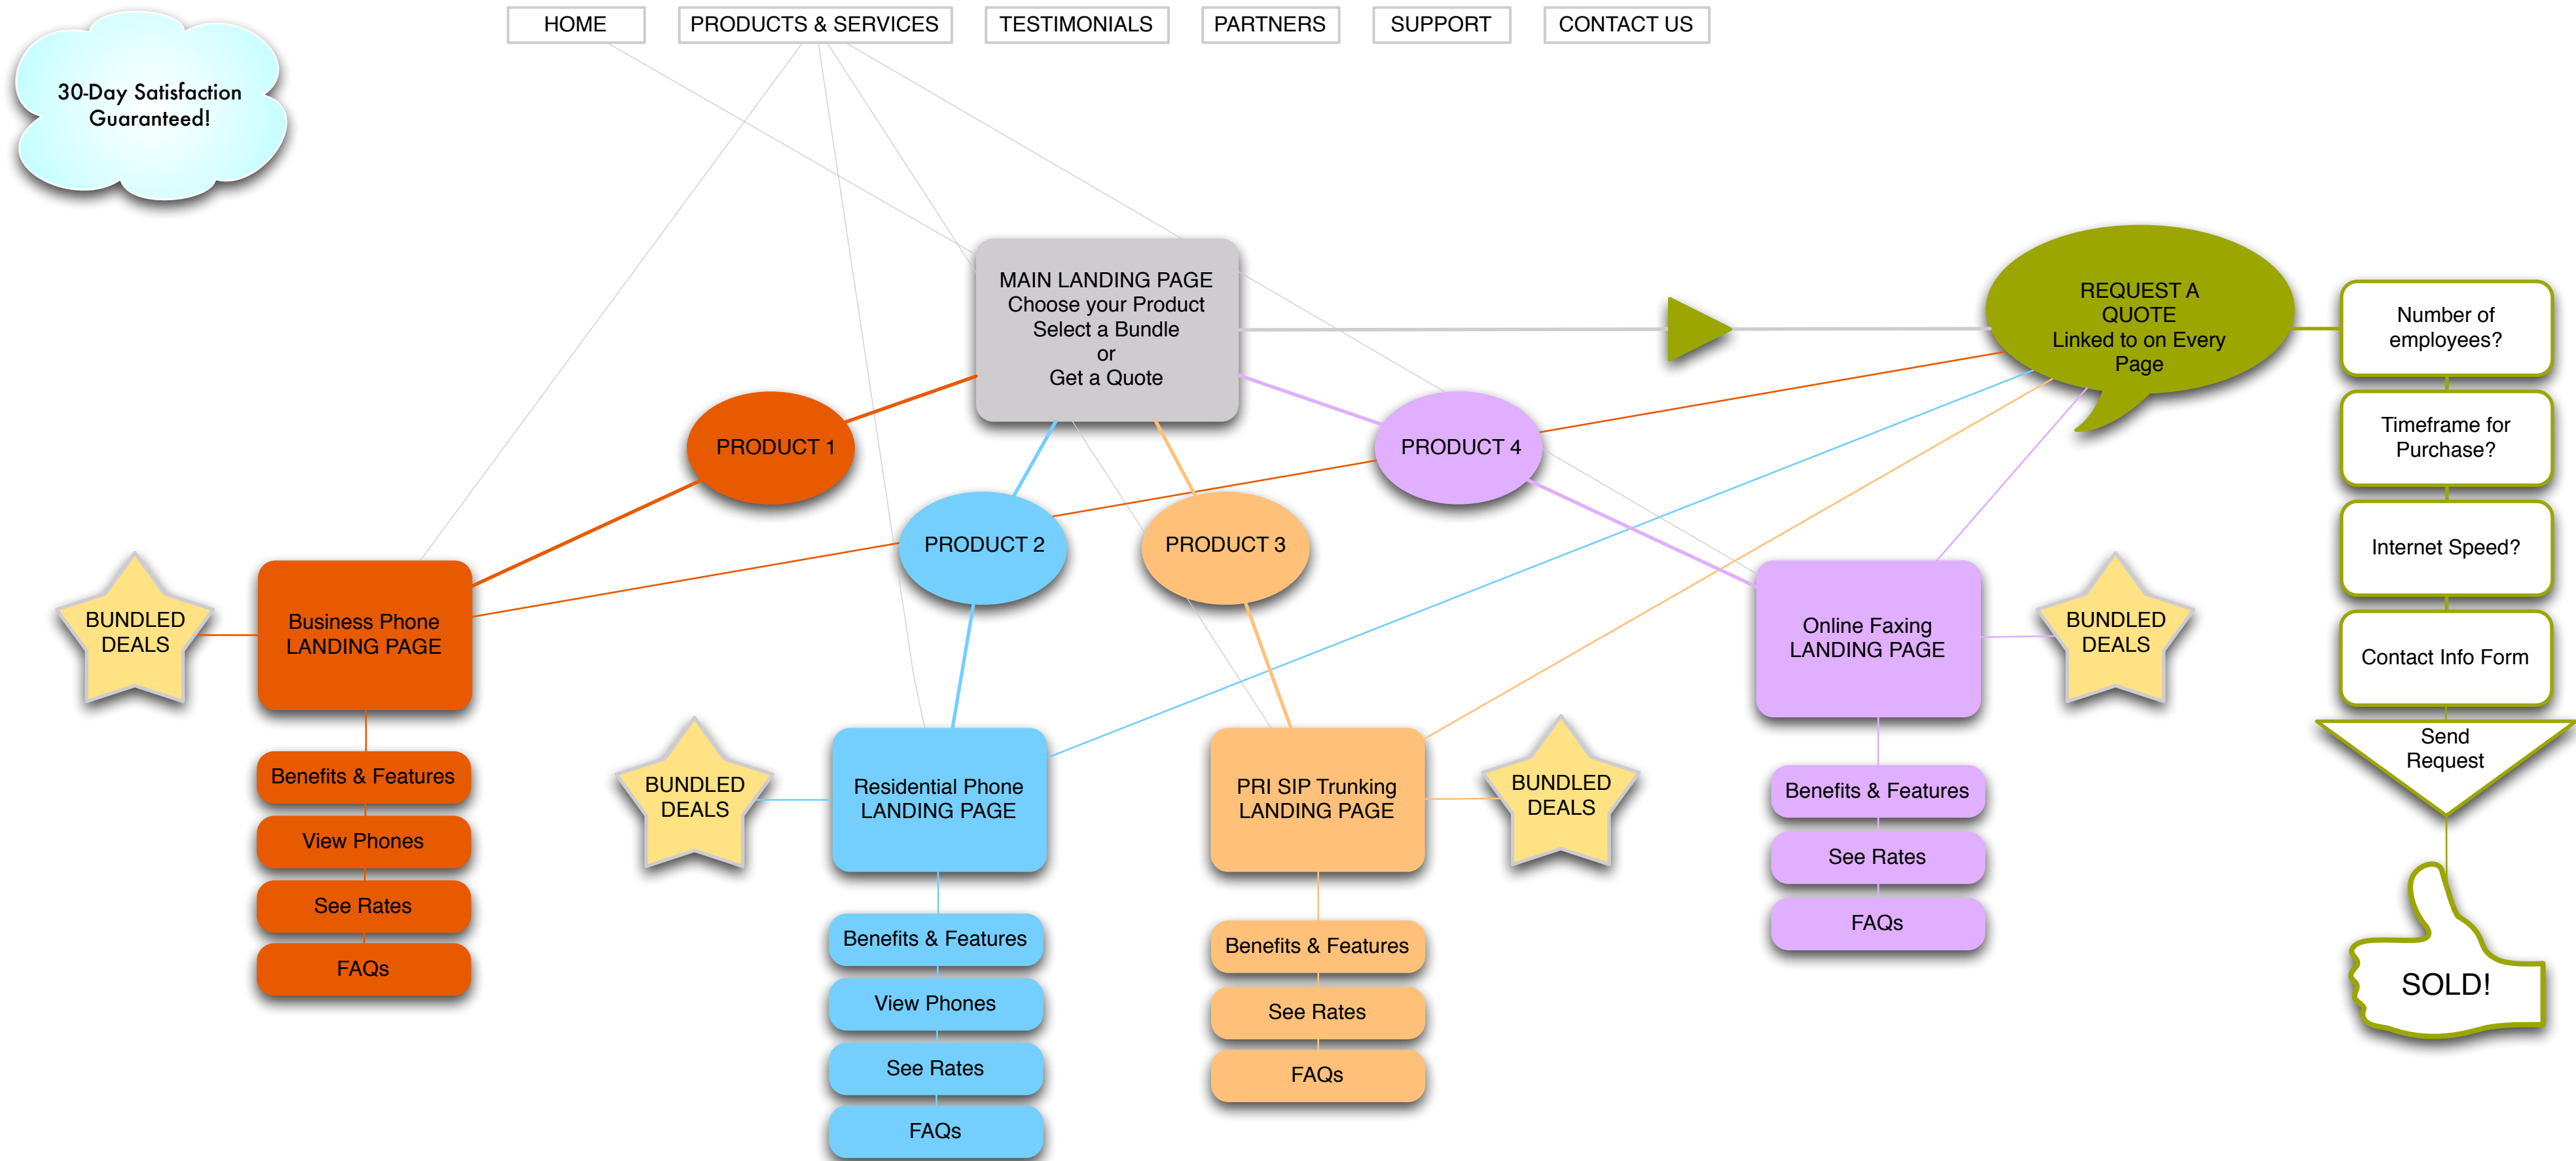 HOME
PRODUCTS & SERVICES
TESTIMONIALS
PARTNERS
SUPPORT
CONTACT US
30-Day Satisfaction
Guaranteed!
MAIN LANDING PAGE
Choose your Product
Select a Bundle
or
Get a Quote
REQUEST A
QUOTE
Linked to on Every
Page
Number of
employees?
Timeframe for
Purchase?
Internet Speed?
Contact Info Form
Send
Request
SOLD!
PRODUCT 1
PRODUCT 2
PRODUCT 3
PRODUCT 4
BUNDLED
DEALS
Business Phone
LANDING PAGE
Benefits & Features
View Phones
See Rates
FAQs
BUNDLED
DEALS
Residential Phone
LANDING PAGE
Benefits & Features
View Phones
See Rates
FAQs
PRI SIP Trunking
LANDING PAGE
BUNDLED
DEALS
Benefits & Features
See Rates
FAQs
Online Faxing
LANDING PAGE
BUNDLED
DEALS
Benefits & Features
See Rates
FAQs